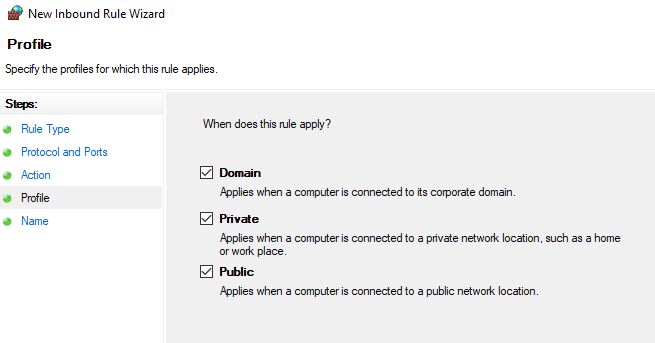 New Inbound Rule Wizard
Profile
Specify the profiles for which this rule applies.
Steps:
Rule Type
Protocol and Ports
Action
Profile
Name
When does this rule apply?
Domain
Applies when a computer is connected to its corporate domain.
Private
Applies when a computer is connected to a private network location, such as a home
or work place.
Public
Applies when a computer is connected to a public network location.